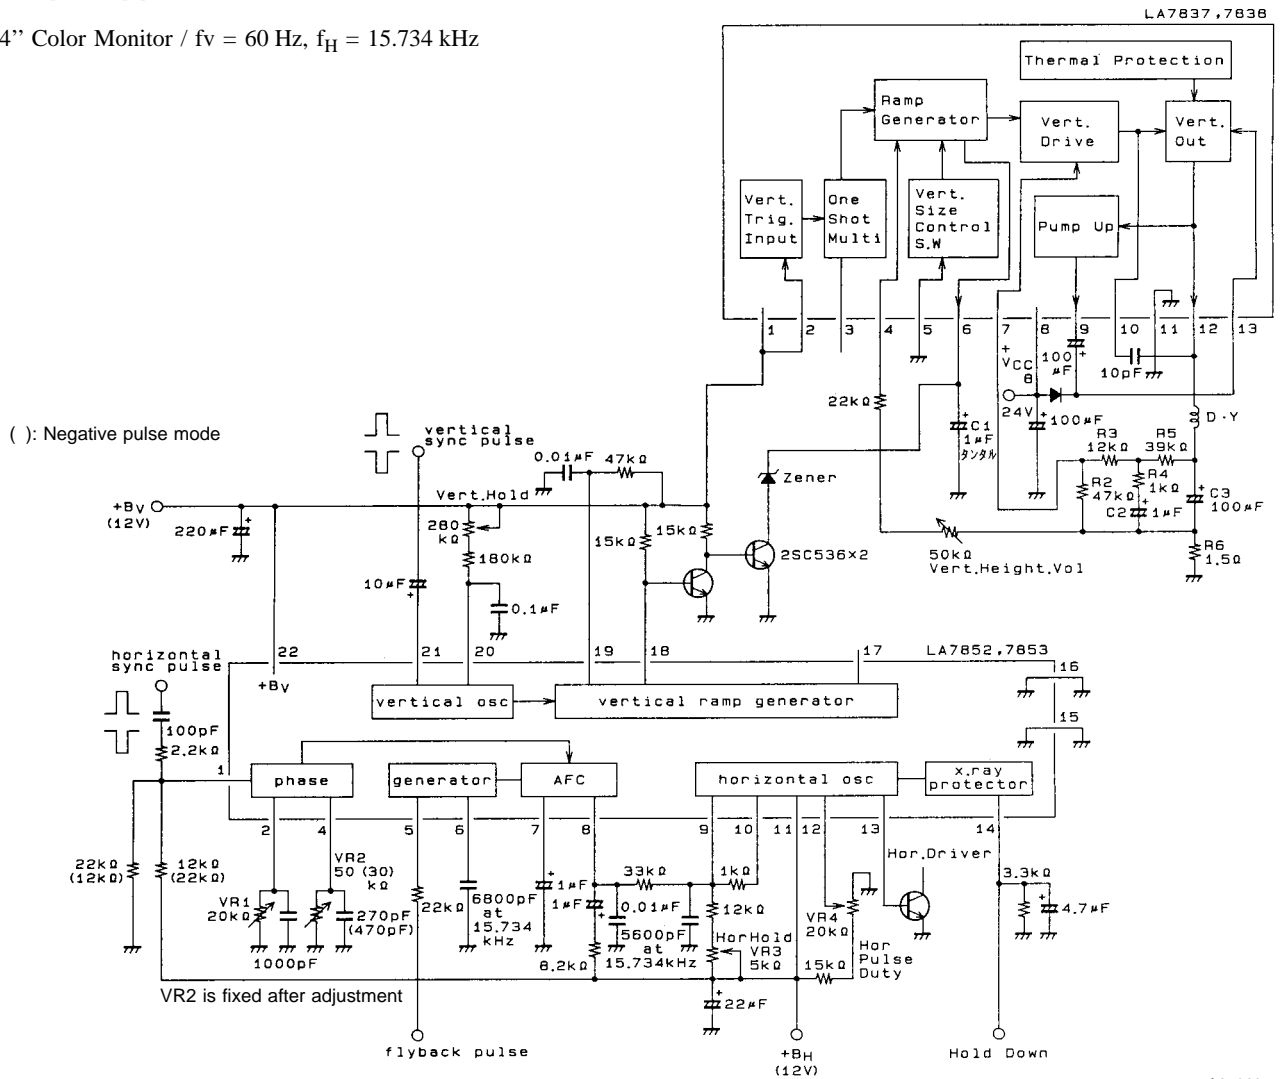 LA7837,7838
4’’ Color Monitor / fv = 60 Hz, fH = 15.734 kHz
Thermal Protection
Ramp
Generator
Vert.
Drive
Vert.
Out
Vert.
Trig.
Input
One
Shot
Multi
Vert.
Size
Control
S.W
Pump Up
1 2 3 4 5 6 7 8 9 10 11 12 13
+
VCC
8
24V
100
µF
+
10pF
22kΩ
+
C1
1µF
タンタル
+
100µF
D·Y
R3
12kΩ
R5
39kΩ
R2
47kΩ
R4
1kΩ
C2
+
1µF
+
C3
100µF
R6
1.5Ω
50kΩ
Vert.Height.Vol
( ): Negative pulse mode
vertical
sync pulse
0.01µF
47kΩ
Zener
+BV
(12V)
220µF
+
Vert.Hold
280
kΩ
180kΩ
15kΩ
15kΩ
2SC536×2
10µF
+
0.1µF
horizontal
sync pulse
22 21 20 19 18 17
LA7852,7853
16
15
+BV
vertical osc
vertical ramp generator
100pF
2.2kΩ
1
phase
generator
AFC
horizontal osc
x.ray
protector
2 4 5 6 7 8 9 10 11 12 13 14
22kΩ
(12kΩ)
12kΩ
(22kΩ)
VR1
20kΩ
VR2
50 (30)
kΩ
270pF
(470pF)
1000pF
22kΩ
6800pF
at
15.734
kHz
+
1µF
1µF
+
33kΩ
1kΩ
0.01µF
5600pF
at
15.734kHz
8.2kΩ
12kΩ
HorHold
VR3
5kΩ
VR4
20kΩ
Hor
Pulse
Duty
15kΩ
Hor.Driver
3.3kΩ
+
4.7µF
+
22µF
VR2 is fixed after adjustment
flyback pulse
+BH
(12V)
Hold Down